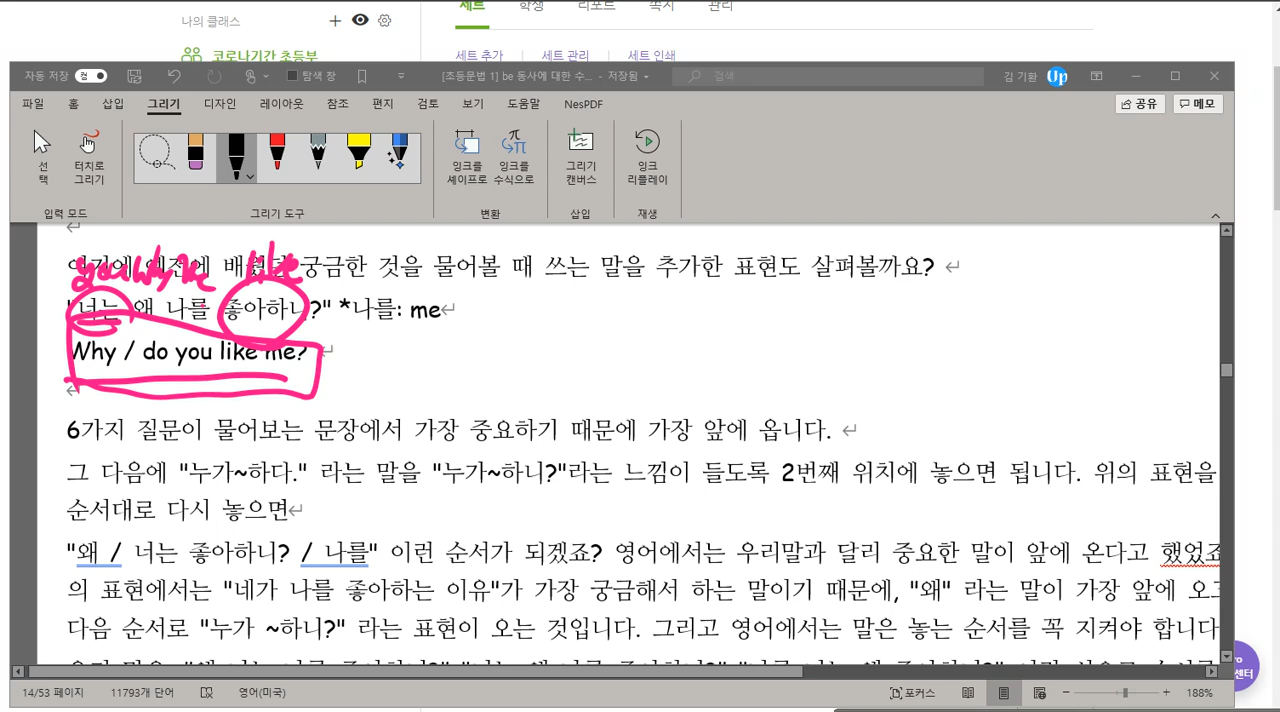 나의 클래스
세트 학생 리포트 쪽지 관리
코로나기간 초등부
세트 추가 세트 관리 세트 인쇄
자동 저장 켬 탐색 창 [초등문법 1] be 동사에 대한 수... - 저장됨 검색 김 기환 Up
파일 홈 삽입 그리기 디자인 레이아웃 참조 편지 검토 보기 도움말 NesPDF 공유 메모
선택 터치로 그리기 잉크를 셰이프로 잉크를 수식으로 그리기 캔버스 잉크 리플레이
입력 모드 그리기 도구 변환 삽입 재생
you why me like
궁금한 것을 물어볼 때 쓰는 말을 추가한 표현도 살펴볼까요?
"너는 왜 나를 좋아하니?" *나를: me
Why / do you like me?
6가지 질문이 물어보는 문장에서 가장 중요하기 때문에 가장 앞에 옵니다.
그 다음에 "누가~하다." 라는 말을 "누가~하니?"라는 느낌이 들도록 2번째 위치에 놓으면 됩니다. 위의 표현을
순서대로 다시 놓으면
"왜 / 너는 좋아하니? / 나를" 이런 순서가 되겠죠? 영어에서는 우리말과 달리 중요한 말이 앞에 온다고 했었죠
의 표현에서는 "네가 나를 좋아하는 이유"가 가장 궁금해서 하는 말이기 때문에, "왜" 라는 말이 가장 앞에 오고
다음 순서로 "누가 ~하니?" 라는 표현이 오는 것입니다. 그리고 영어에서는 말은 놓는 순서를 꼭 지켜야 합니다
센터
14/53 페이지 11793개 단어 영어(미국) 포커스 188%